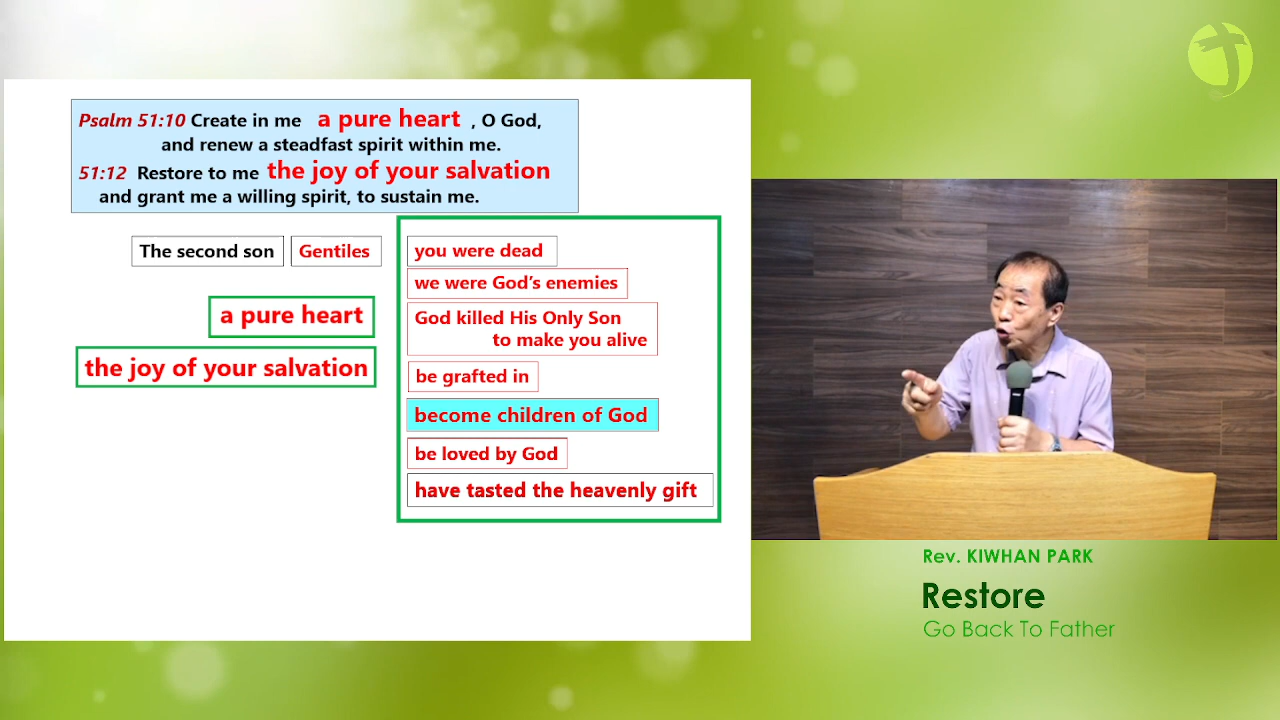 Psalm 51:10 Create in me a pure heart , O God,
and renew a steadfast spirit within me.
51:12 Restore to me the joy of your salvation
and grant me a willing spirit, to sustain me.
The second son
Gentiles
a pure heart
the joy of your salvation
you were dead
we were God’s enemies
God killed His Only Son
to make you alive
be grafted in
become children of God
be loved by God
have tasted the heavenly gift
Rev. KIWHAN PARK
Restore
Go Back To Father